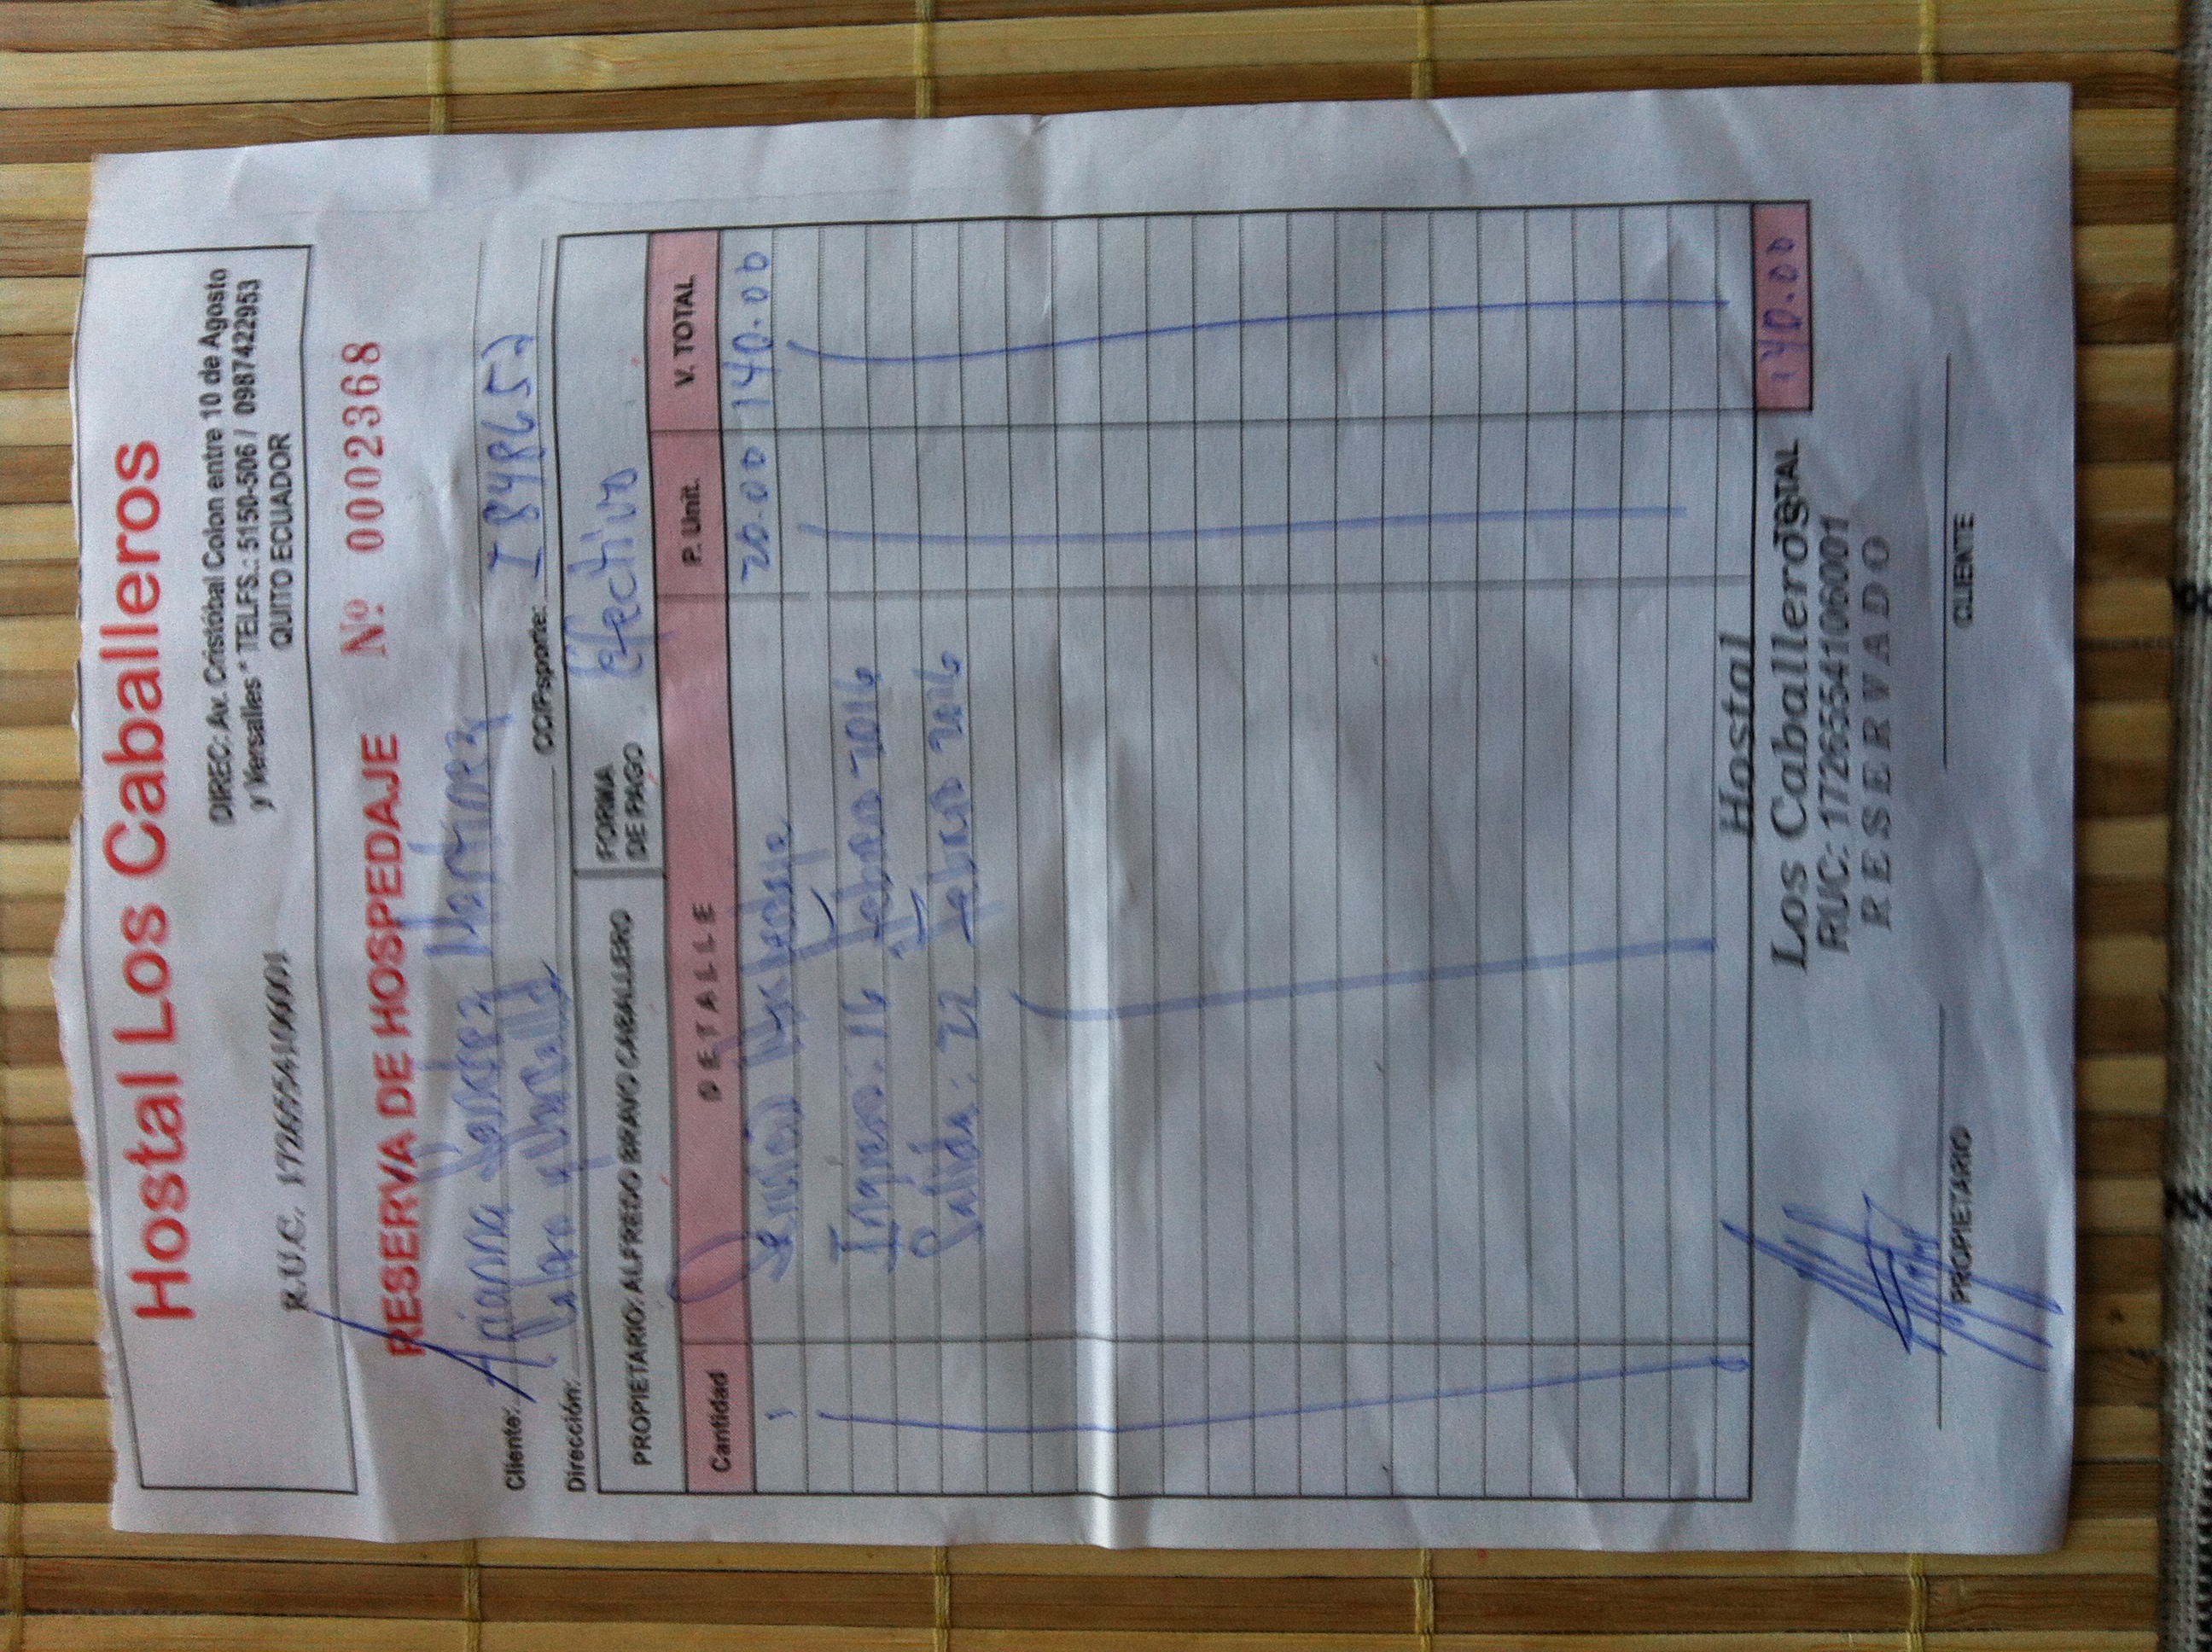 Hostal Los Caballeros
DIREC: Av. Cristóbal Colon entre 10 de Agosto
y Versalles * TELFS.: 5150-506 / 0987422953
QUITO ECUADOR
R.U.C. 1726554106001
RESERVA DE HOSPEDAJE Nº 0002368
Cliente: Arianna Sanchez Martinez
Dirección: Colon y CC/Psporte: I848657
PROPIETARIO: ALFREDO BRAVO CABALLERO
FORMA DE PAGO Efectivo
Cantidad DETALLE P. Unit. V. TOTAL
1 Servicio Hospedaje 20.00 140.00
Ingreso: 16 Febrero 2016
Salida: 22 Febrero 2016
Hostal
Los Caballeros
TOTAL 140.00
RUC: 1726554106001
RESERVADO
PROPIETARIO CLIENTE